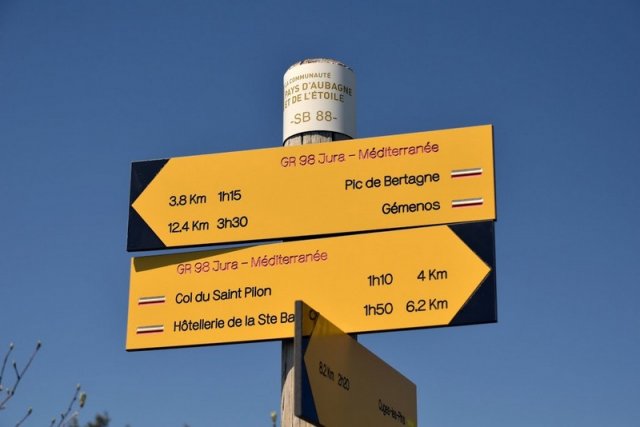 LA COMMUNAUTÉ
PAYS D'AUBAGNE
ET DE L'ÉTOILE
-SB 88-
GR 98 Jura – Méditerranée
3.8 Km 1h15 Pic de Bertagne
12.4 Km 3h30 Gémenos
GR 98 Jura – Méditerranée
Col du Saint Pilon 1h10 4 Km
Hôtellerie de la Ste 1h50 6.2 Km
8.2 Km 2h20